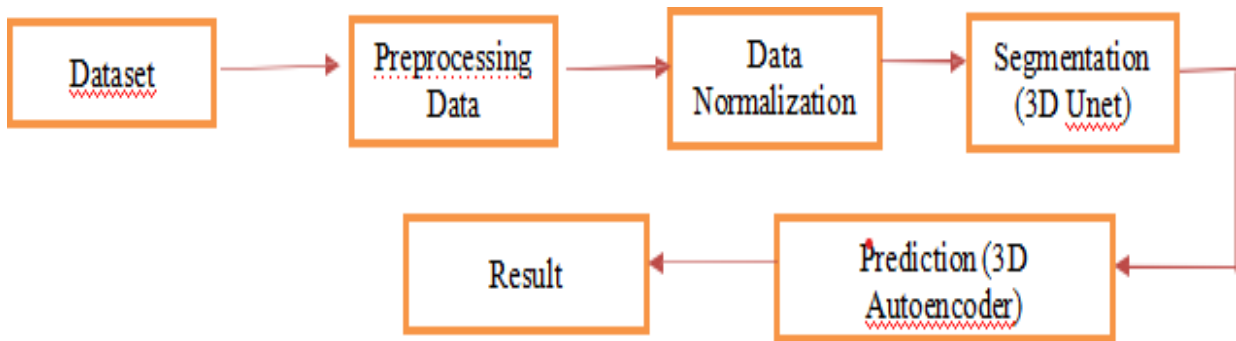 Dataset
Preprocessing
Data
Data
Normalization
Segmentation
(3D Unet)
Prediction (3D
Autoencoder)
Result